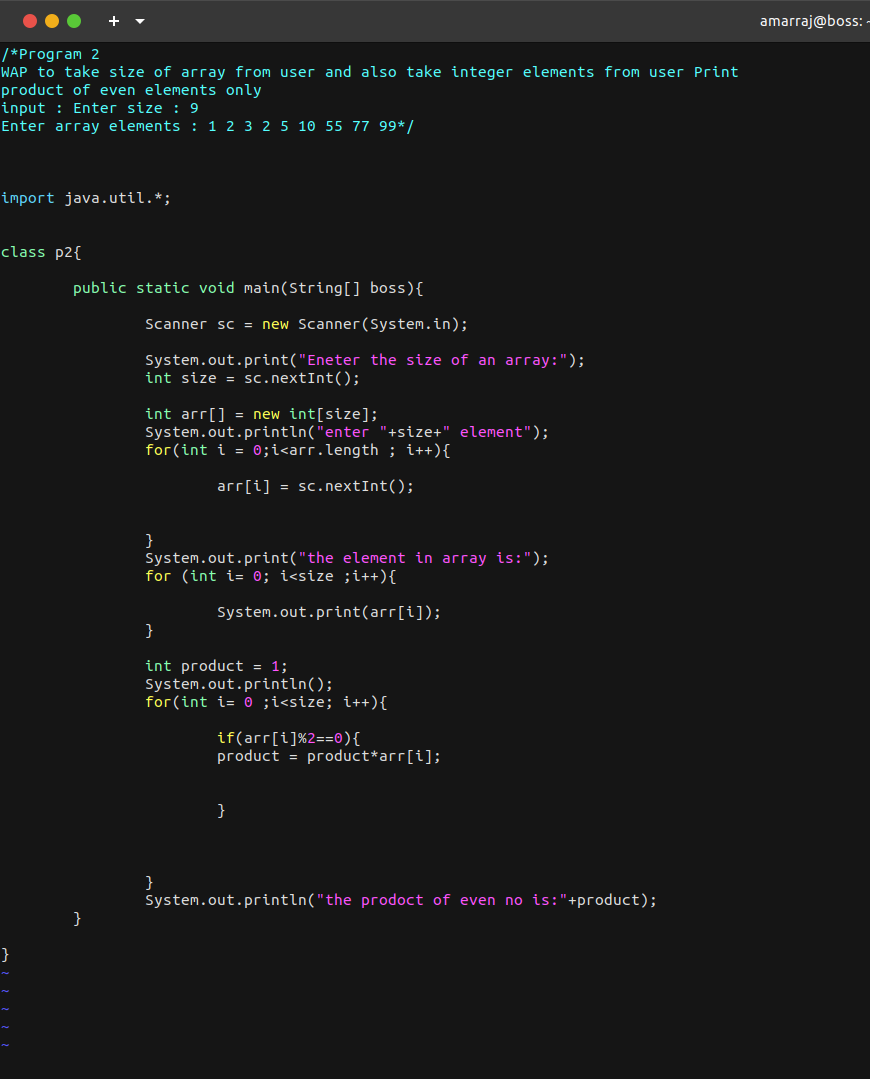 +
amarraj@boss: ~
/*Program 2
WAP to take size of array from user and also take integer elements from user Print
product of even elements only
input : Enter size : 9
Enter array elements : 1 2 3 2 5 10 55 77 99*/
import java.util.*;
class p2{
public static void main(String[] boss){
Scanner sc = new Scanner(System.in);
System.out.print("Eneter the size of an array:");
int size = sc.nextInt();
int arr[] = new int[size];
System.out.println("enter "+size+" element");
for(int i = 0;i<arr.length ; i++){
arr[i] = sc.nextInt();
}
System.out.print("the element in array is:");
for (int i= 0; i<size ;i++){
System.out.print(arr[i]);
}
int product = 1;
System.out.println();
for(int i= 0 ;i<size; i++){
if(arr[i]%2==0){
product = product*arr[i];
}
}
System.out.println("the prodoct of even no is:"+product);
}
}
~
~
~
~
~